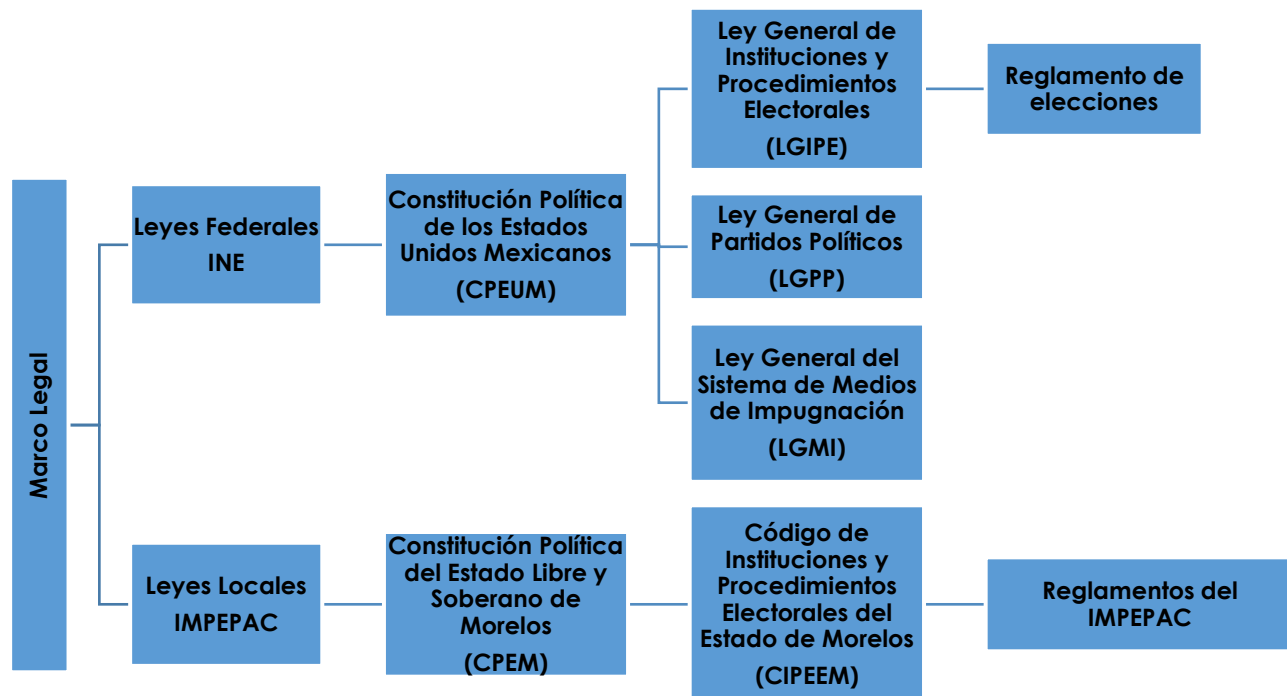 Marco Legal
Leyes Federales
INE
Constitución Política
de los Estados
Unidos Mexicanos
(CPEUM)
Ley General de
Instituciones y
Procedimientos
Electorales
(LGIPE)
Reglamento de
elecciones
Ley General de
Partidos Políticos
(LGPP)
Ley General del
Sistema de Medios
de Impugnación
(LGMI)
Leyes Locales
IMPEPAC
Constitución Política
del Estado Libre y
Soberano de
Morelos
(CPEM)
Código de
Instituciones y
Procedimientos
Electorales del
Estado de Morelos
(CIPEEM)
Reglamentos del
IMPEPAC